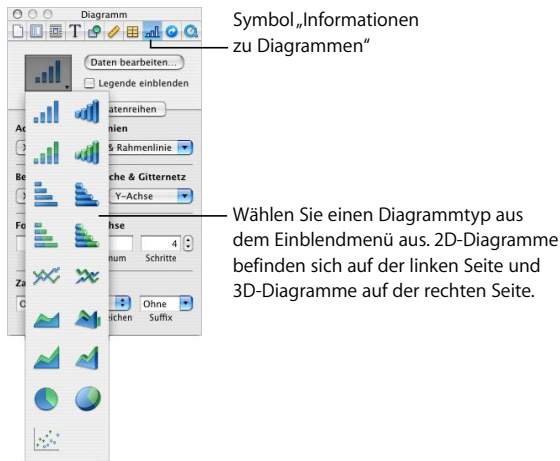 Diagramm
Symbol „Informationen
zu Diagrammen“
Daten bearbeiten...
Legende einblenden
atenreihen
nien
& Rahmenlinie
che & Gitternetz
Y-Achse
Wählen Sie einen Diagrammtyp aus
dem Einblendmenü aus. 2D-Diagramme
befinden sich auf der linken Seite und
3D-Diagramme auf der rechten Seite.
hse
4
num
Schritte
Ohne
ichen
Suffix